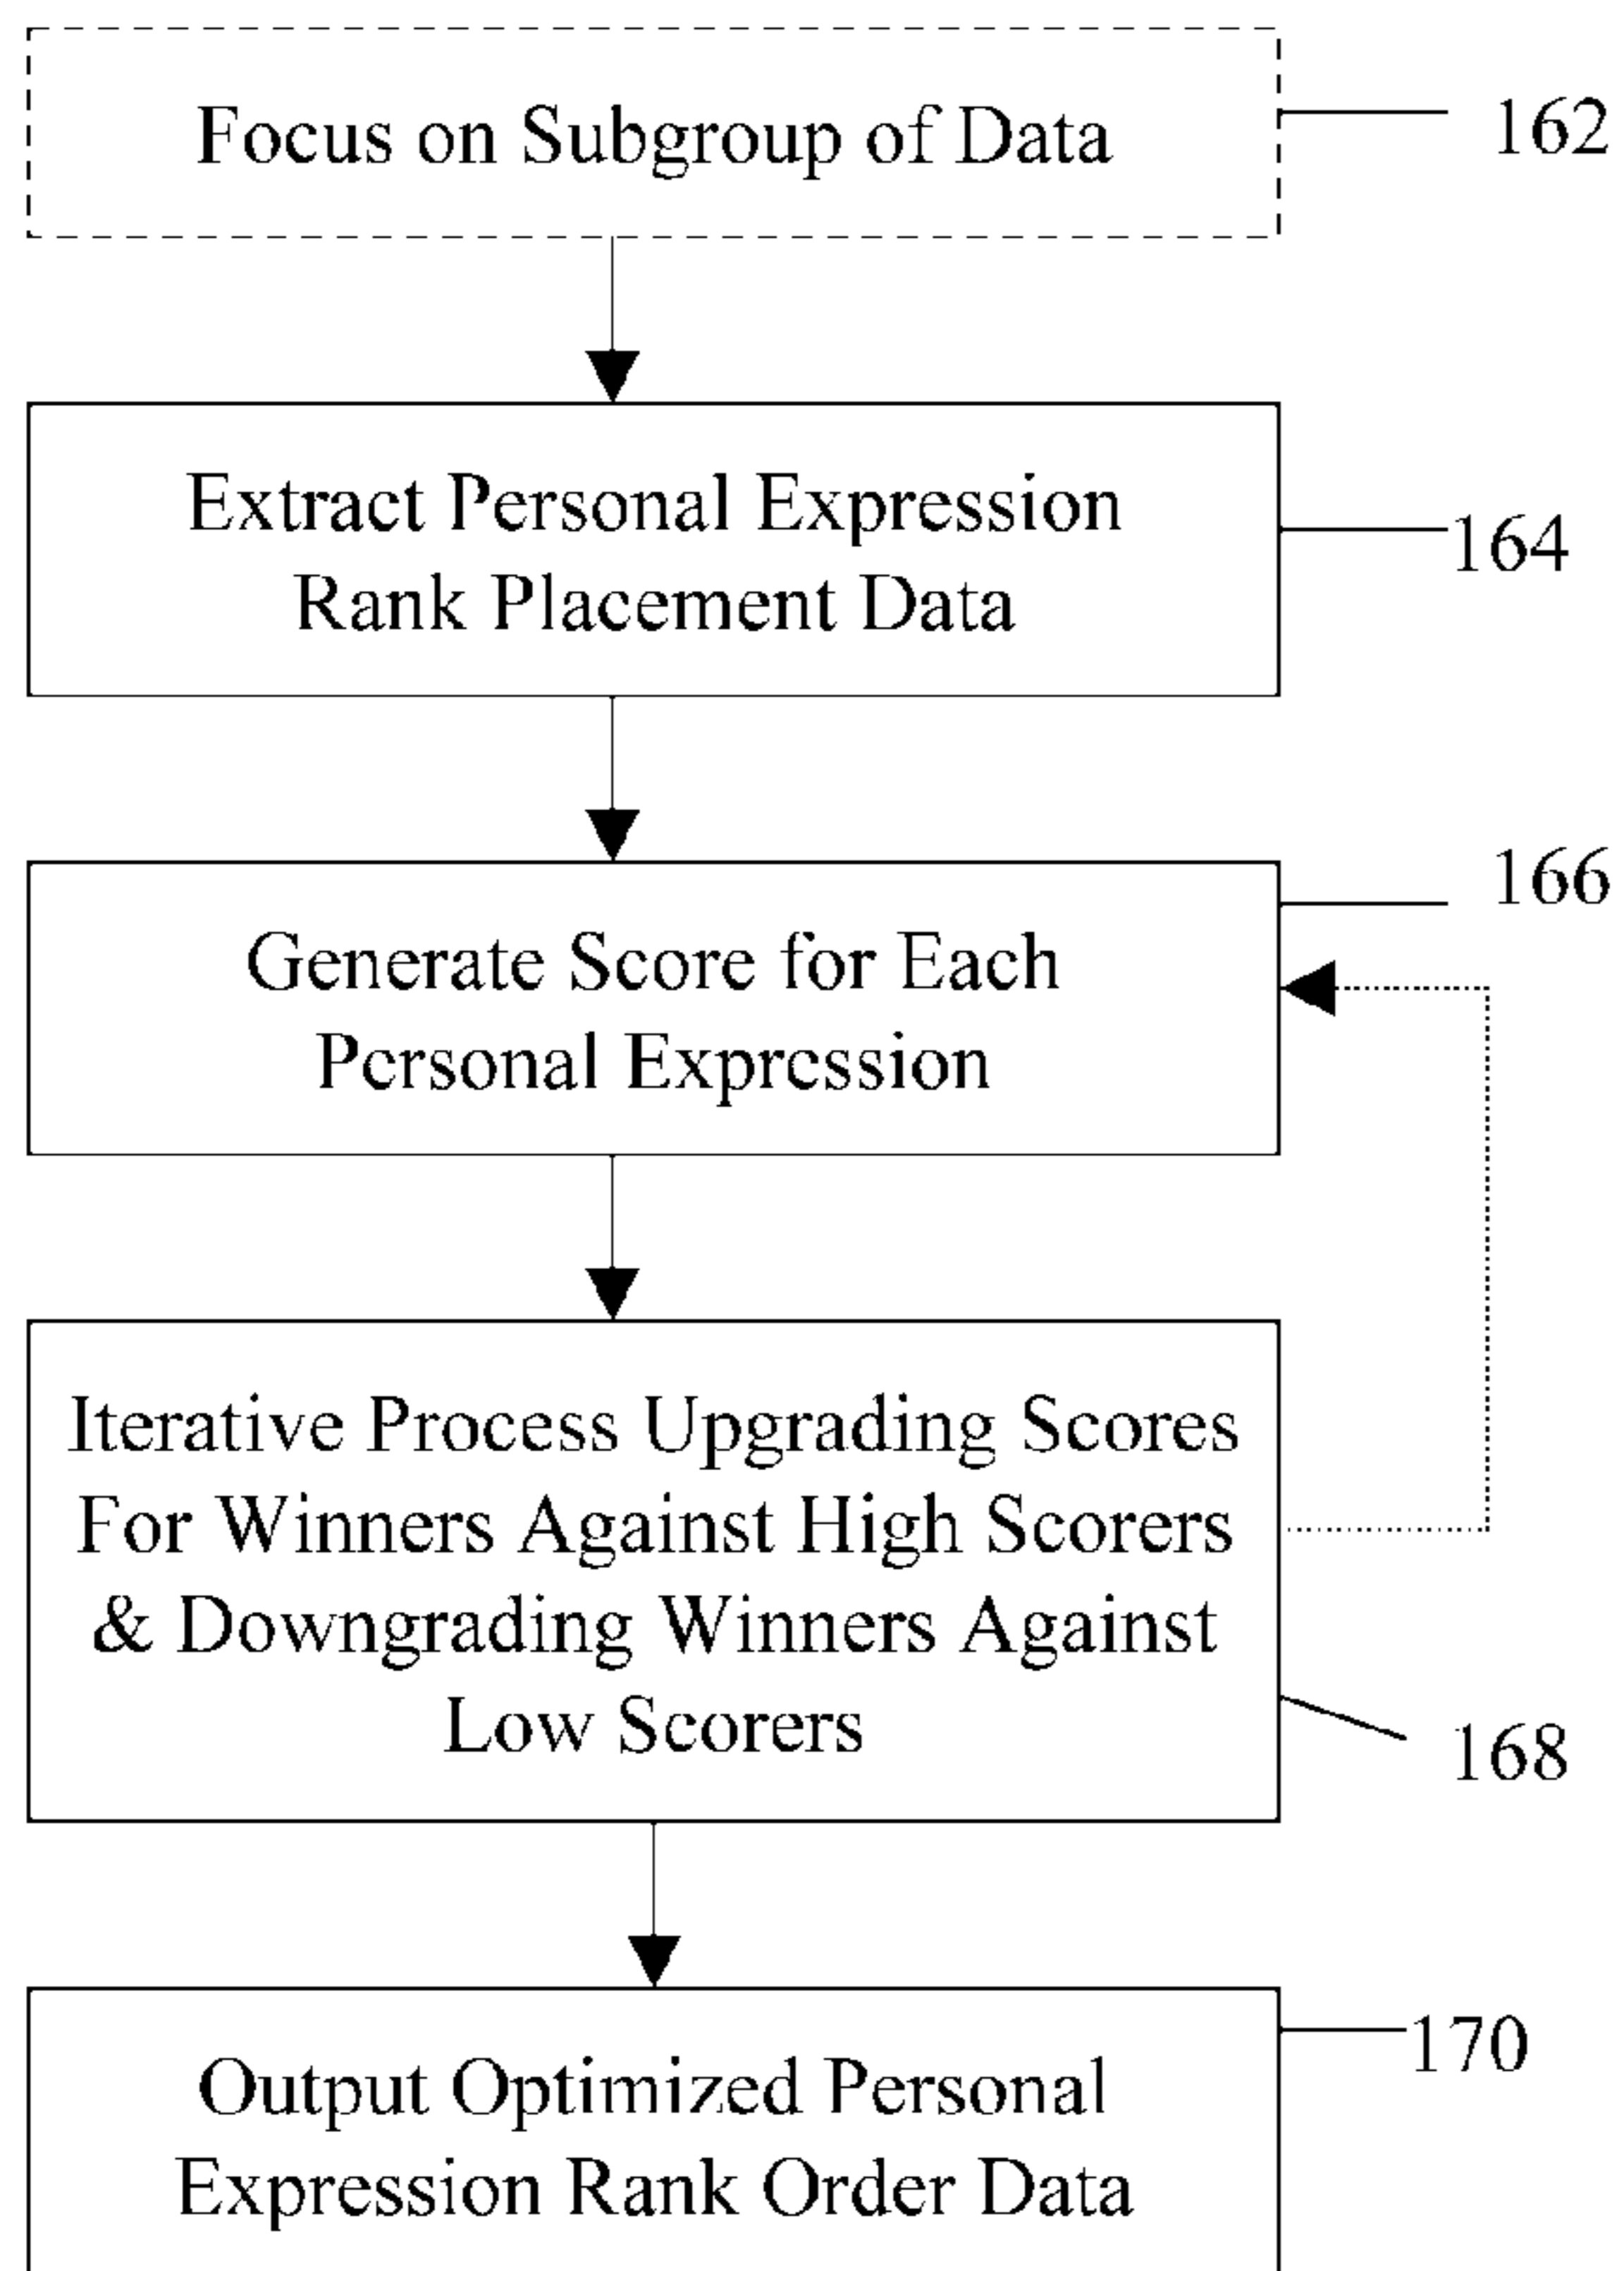 Focus on Subgroup of Data
162
Extract Personal Expression
Rank Placement Data
164
166
Generate Score for Each
Personal Expression
Iterative Process Upgrading Scores
For Winners Against High Scorers
& Downgrading Winners Against
Low Scorers
168
170
Output Optimized Personal
Expression Rank Order Data